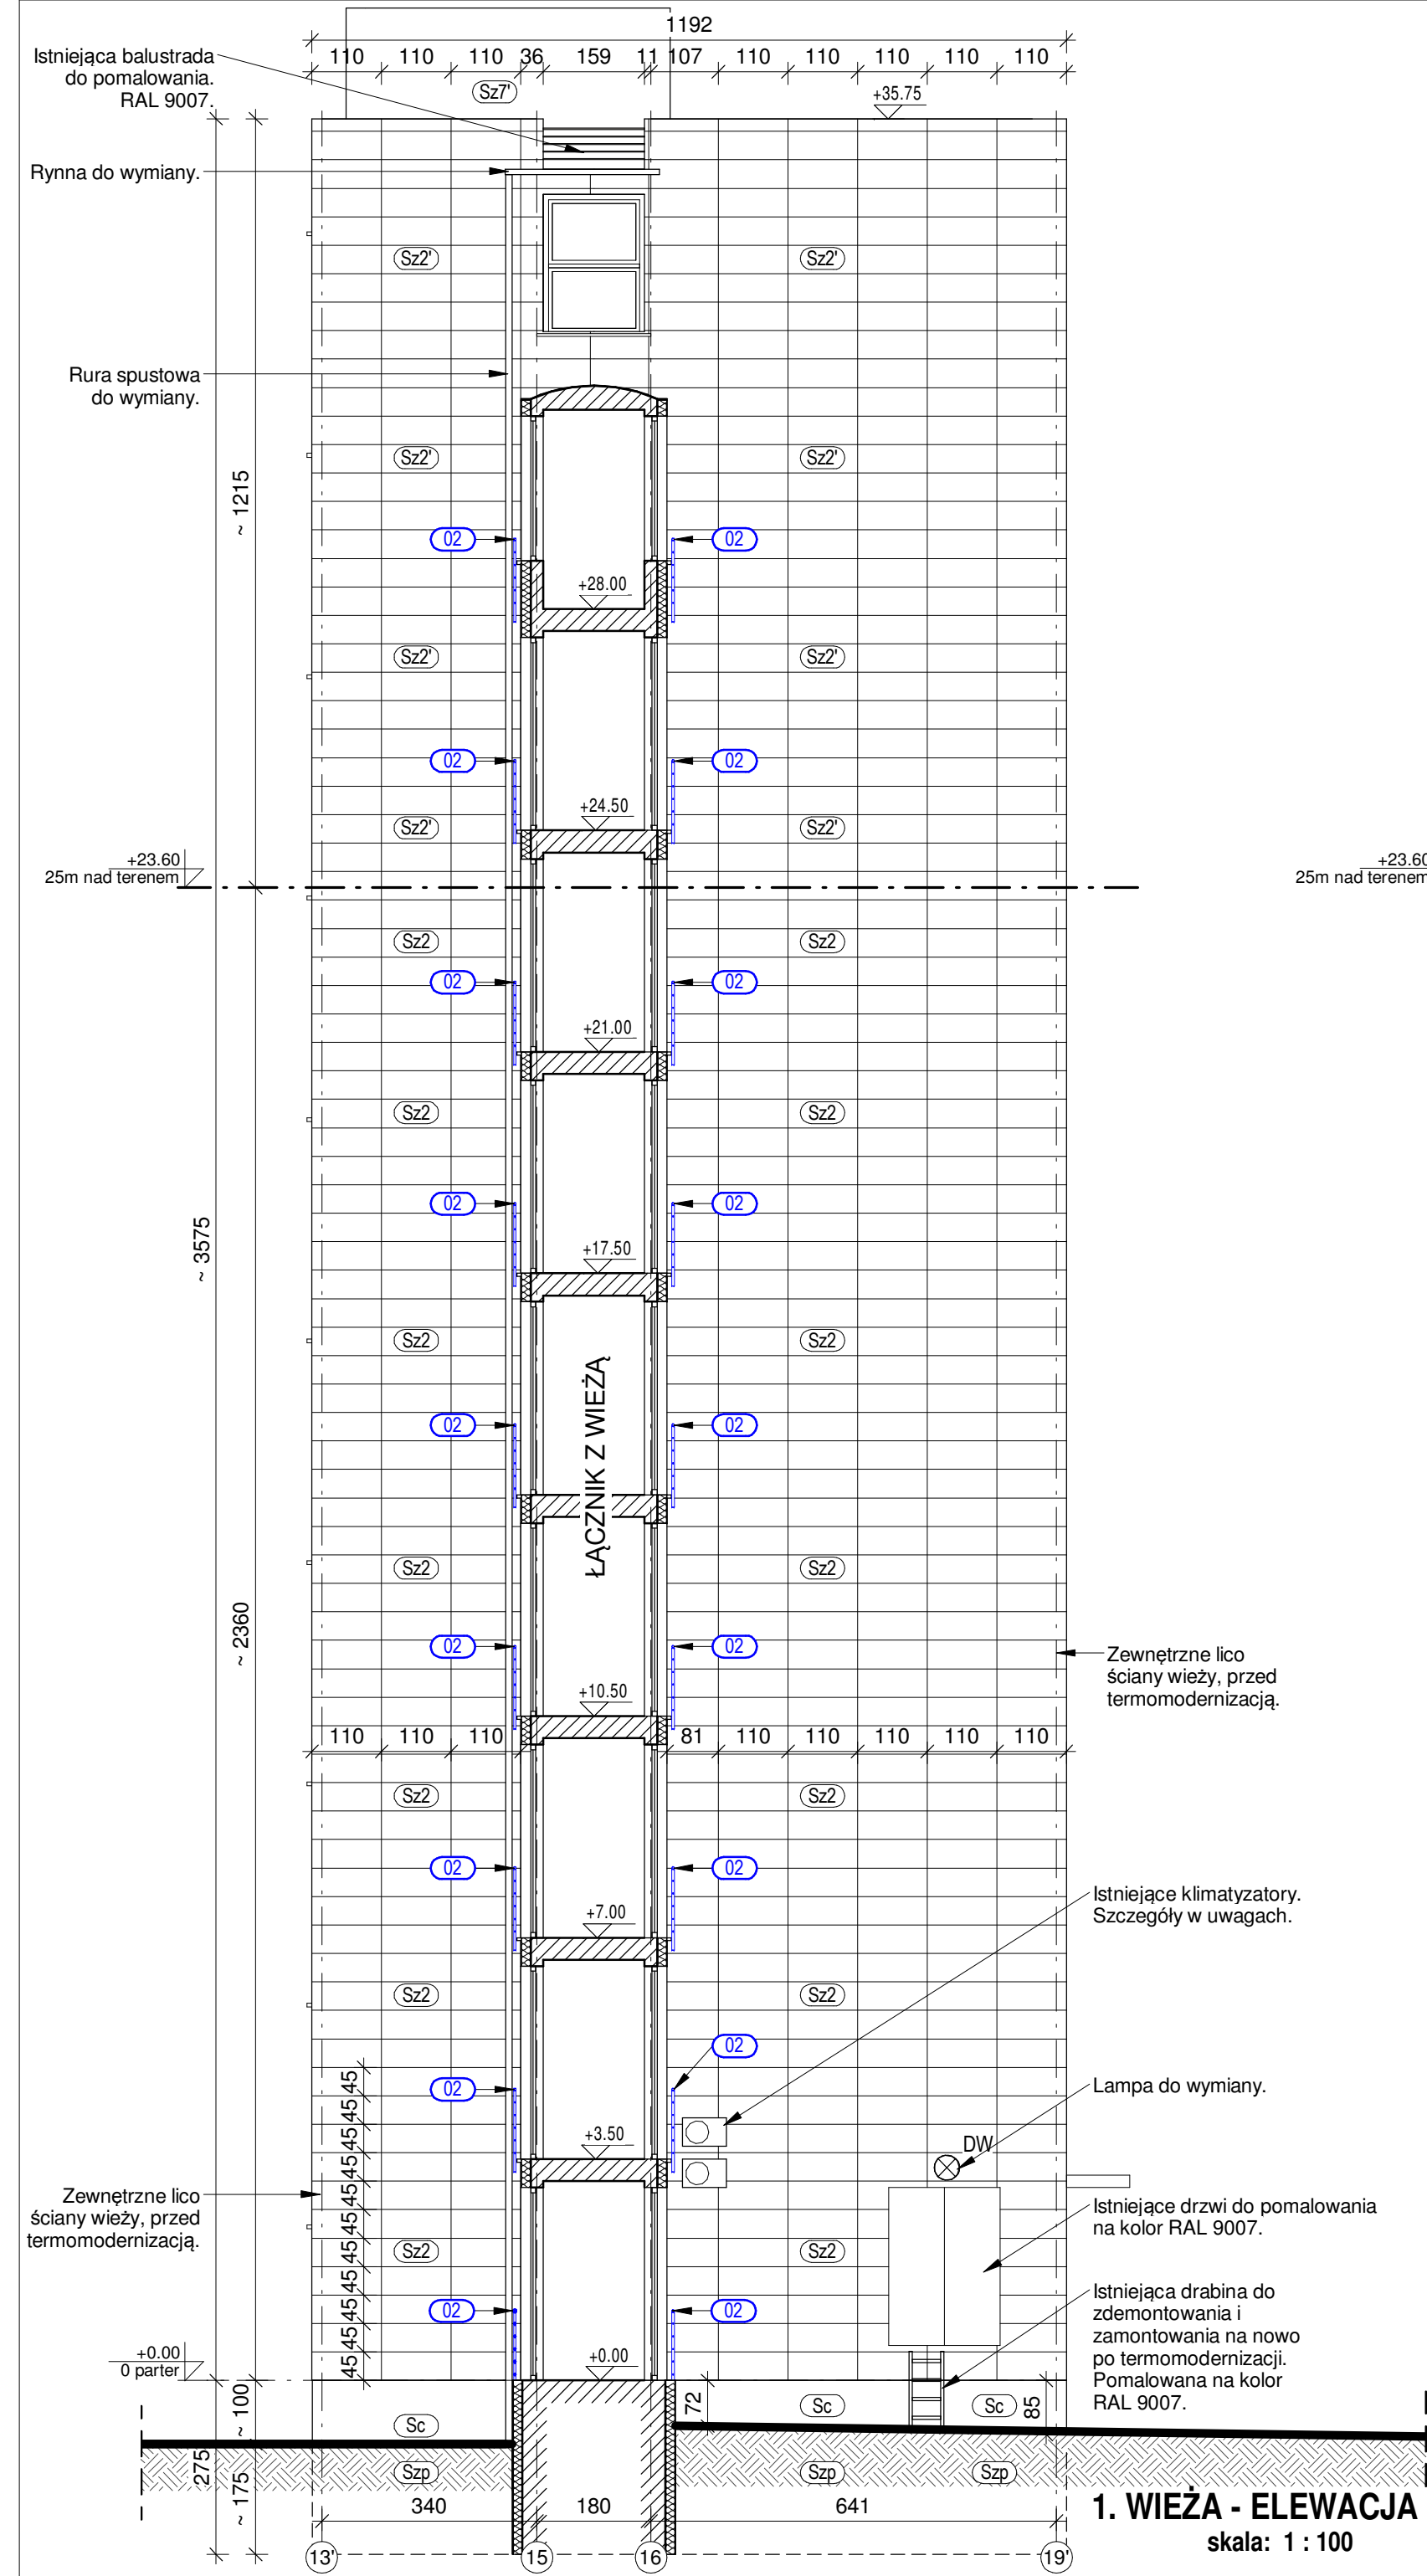 1192
110 110 110 36 159 11 107 110 110 110 110 110
Istniejąca balustrada
do pomalowania.
RAL 9007.
Sz7'
+35.75
Rynna do wymiany.
Sz2' Sz2'
Rura spustowa
do wymiany.
Sz2' Sz2'
~ 1215
02 02
+28.00
Sz2' Sz2'
02 02
+24.50
Sz2' Sz2'
+23.60
25m nad terenem
+23.60
25m nad terenem
Sz2 Sz2
02 02
+21.00
Sz2 Sz2
02 02
~ 3575
+17.50
Sz2 Sz2
ŁĄCZNIK Z WIEŻĄ
02 02
Sz2 Sz2
~ 2360
02 02
Zewnętrzne lico
ściany wieży, przed
termomodernizacją.
+10.50
110 110 110 81 110 110 110 110 110
Sz2 Sz2
02 02
Istniejące klimatyzatory.
Szczegóły w uwagach.
+7.00
Sz2 Sz2
02
02
45 45 45 45 45 45 45 45 45 45 45
Lampa do wymiany.
+3.50
DW
Zewnętrzne lico
ściany wieży, przed
termomodernizacją.
Istniejące drzwi do pomalowania
na kolor RAL 9007.
Sz2 Sz2
02 02
Istniejąca drabina do
zdemontowania i
zamontowania na nowo
po termomodernizacji.
Pomalowana na kolor
RAL 9007.
+0.00
0 parter
+0.00
~ 100
72
85
Sc Sc Sc
275
~ 175
Szp Szp Szp
340 180 641
1. WIEŻA - ELEWACJA
skala: 1 : 100
13' 15 16 19'